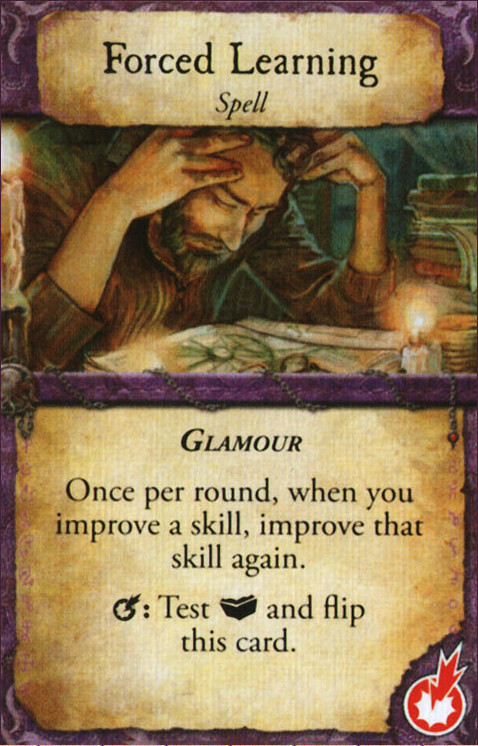 Forced Learning
Spell
GLAMOUR
Once per round, when you
improve a skill, improve that
skill again.
: Test and flip
this card.